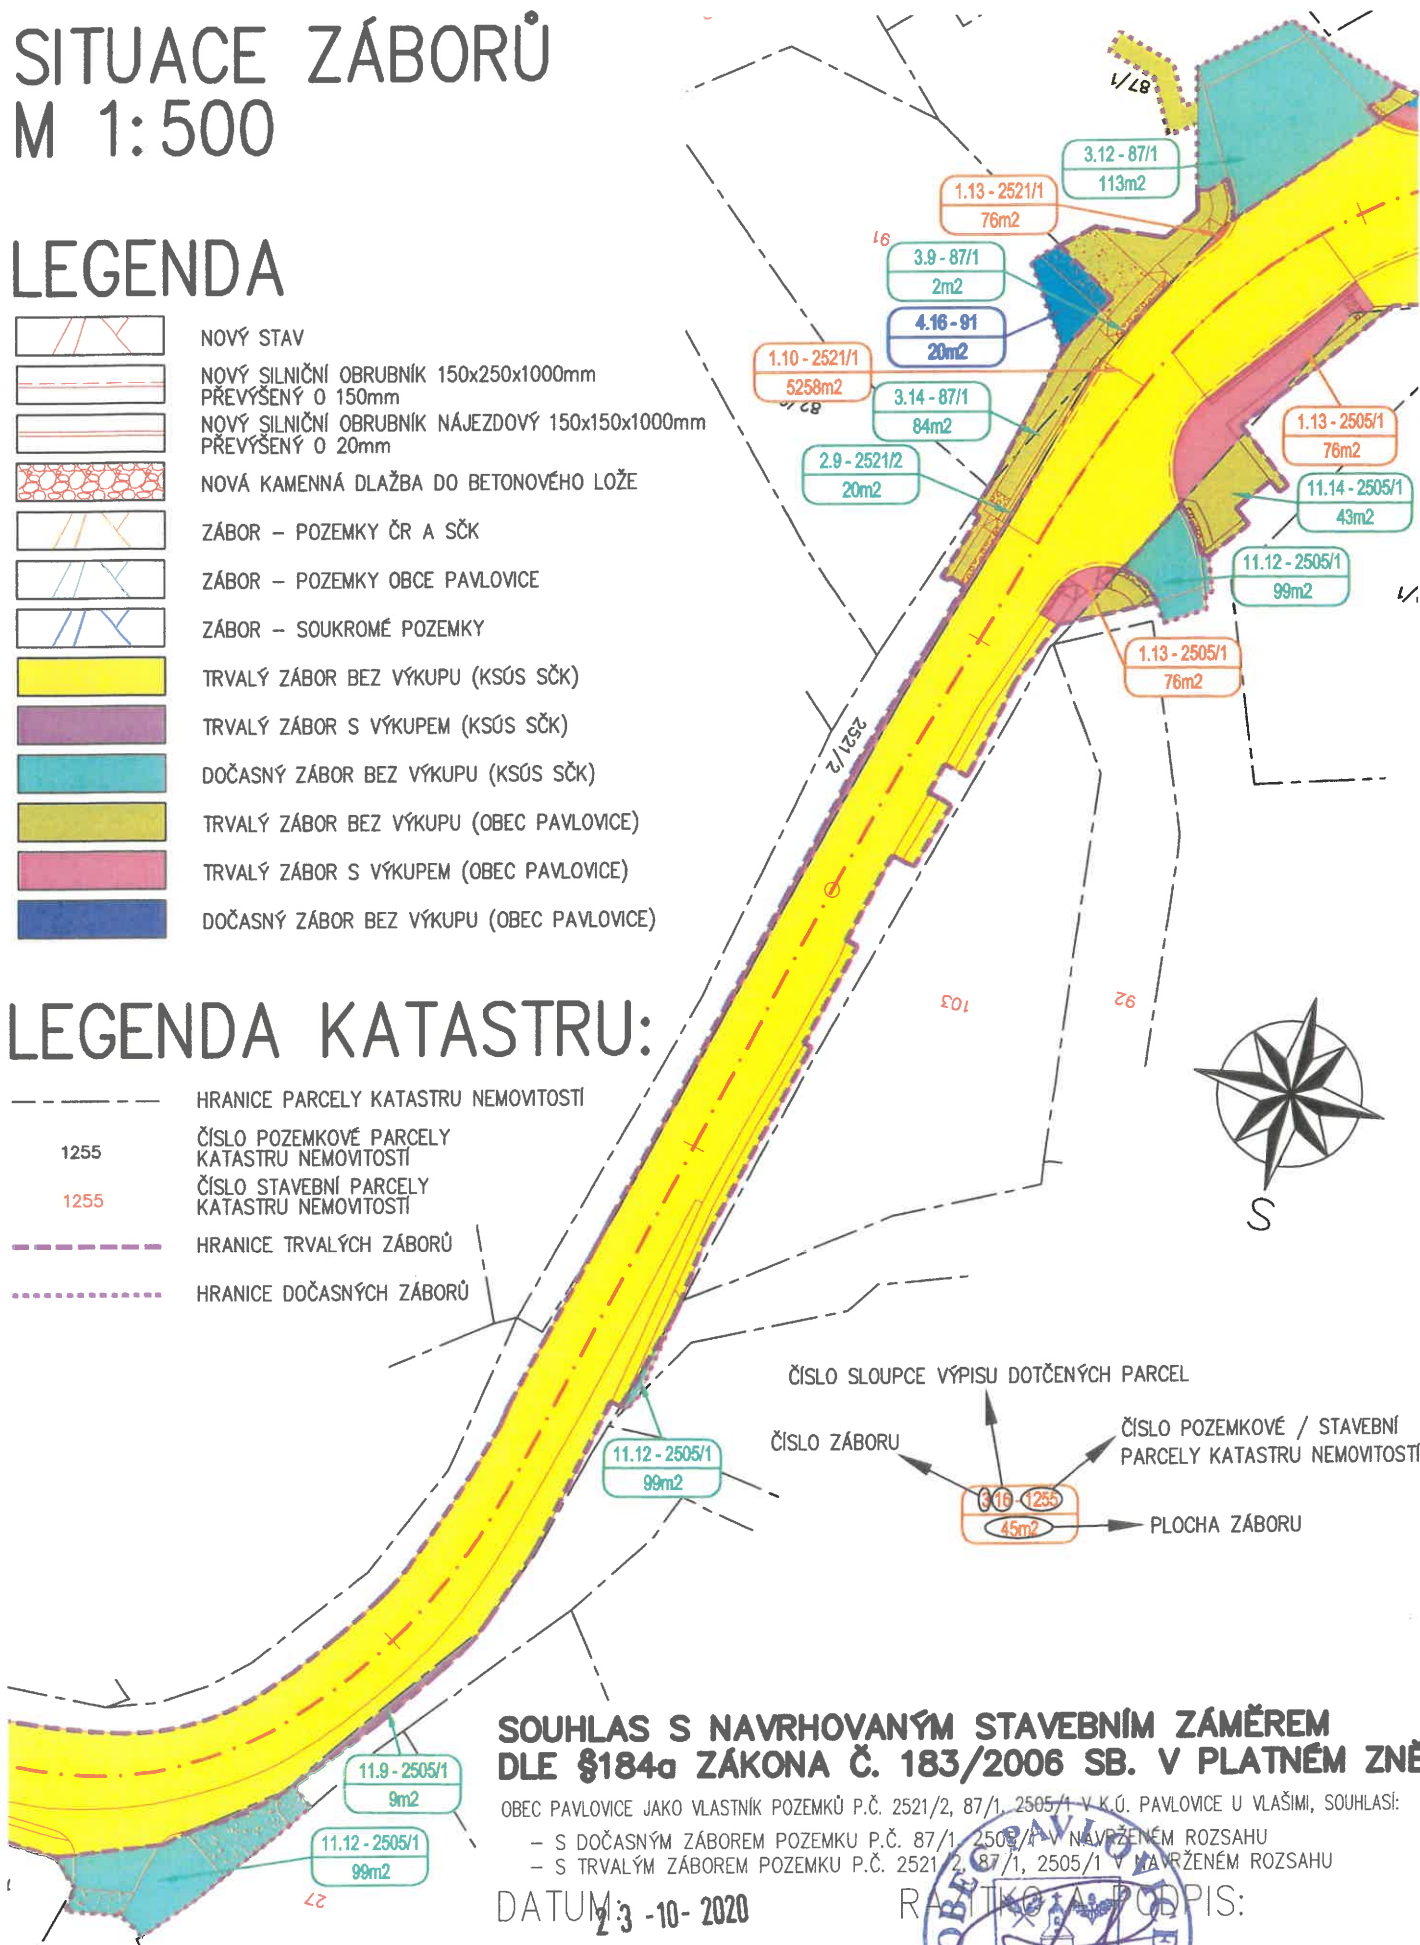 SITUACE ZÁBORŮ
M 1:500
LEGENDA
NOVÝ STAV
NOVÝ SILNIČNÍ OBRUBNÍK 150x250x1000mm
PŘEVÝŠENÝ O 150mm
NOVÝ SILNIČNÍ OBRUBNÍK NÁJEZDOVÝ 150x150x1000mm
PŘEVÝŠENÝ O 20mm
NOVÁ KAMENNÁ DLAŽBA DO BETONOVÉHO LOŽE
ZÁBOR – POZEMKY ČR A SČK
ZÁBOR – POZEMKY OBCE PAVLOVICE
ZÁBOR – SOUKROMÉ POZEMKY
TRVALÝ ZÁBOR BEZ VÝKUPU (KSÚS SČK)
TRVALÝ ZÁBOR S VÝKUPEM (KSÚS SČK)
DOČASNÝ ZÁBOR BEZ VÝKUPU (KSÚS SČK)
TRVALÝ ZÁBOR BEZ VÝKUPU (OBEC PAVLOVICE)
TRVALÝ ZÁBOR S VÝKUPEM (OBEC PAVLOVICE)
DOČASNÝ ZÁBOR BEZ VÝKUPU (OBEC PAVLOVICE)
LEGENDA KATASTRU:
HRANICE PARCELY KATASTRU NEMOVITOSTÍ
1255
ČÍSLO POZEMKOVÉ PARCELY
KATASTRU NEMOVITOSTÍ
1255
ČÍSLO STAVEBNÍ PARCELY
KATASTRU NEMOVITOSTÍ
HRANICE TRVALÝCH ZÁBORŮ
HRANICE DOČASNÝCH ZÁBORŮ
87/1
3.12 - 87/1
113m2
1.13 - 2521/1
76m2
91
3.9 - 87/1
2m2
4.16 - 91
20m2
1.10 - 2521/1
5258m2
82/2
3.14 - 87/1
84m2
2.9 - 2521/2
20m2
1.13 - 2505/1
76m2
11.14 - 2505/1
43m2
11.12 - 2505/1
99m2
1.13 - 2505/1
76m2
2521/2
103
92
S
11.12 - 2505/1
99m2
ČÍSLO SLOUPCE VÝPISU DOTČENÝCH PARCEL
ČÍSLO ZÁBORU
ČÍSLO POZEMKOVÉ / STAVEBNÍ
PARCELY KATASTRU NEMOVITOSTÍ
3.16 - 1255
45m2
PLOCHA ZÁBORU
11.9 - 2505/1
9m2
11.12 - 2505/1
99m2
27
SOUHLAS S NAVRHOVANÝM STAVEBNÍM ZÁMĚREM
DLE §184a ZÁKONA Č. 183/2006 SB. V PLATNÉM ZNĚ
OBEC PAVLOVICE JAKO VLASTNÍK POZEMKŮ P.Č. 2521/2, 87/1, 2505/1 V K.Ú. PAVLOVICE U VLAŠIMI, SOUHLASÍ:
– S DOČASNÝM ZÁBOREM POZEMKU P.Č. 87/1, 2505/1 V NAVRŽENÉM ROZSAHU
– S TRVALÝM ZÁBOREM POZEMKU P.Č. 2521/2, 87/1, 2505/1 V NAVRŽENÉM ROZSAHU
DATUM: 23 -10- 2020
RAZÍTKO A PODPIS:
OBEC PAVLOVICE